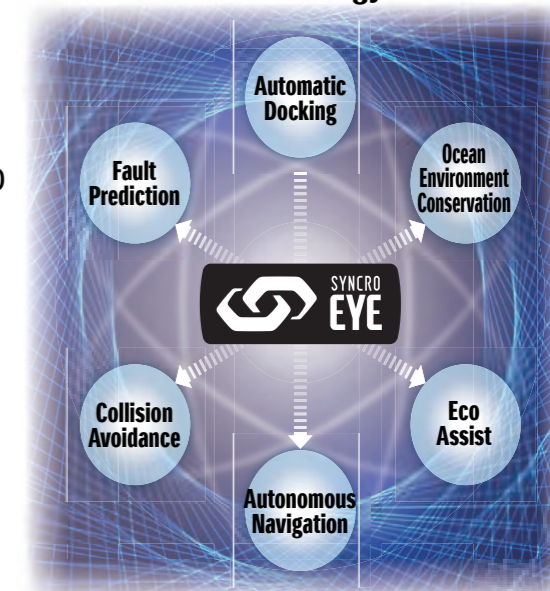 Automatic
Docking
Fault
Prediction
Ocean
Environment
Conservation
SYNCRO
EYE
Collision
Avoidance
Eco
Assist
Autonomous
Navigation